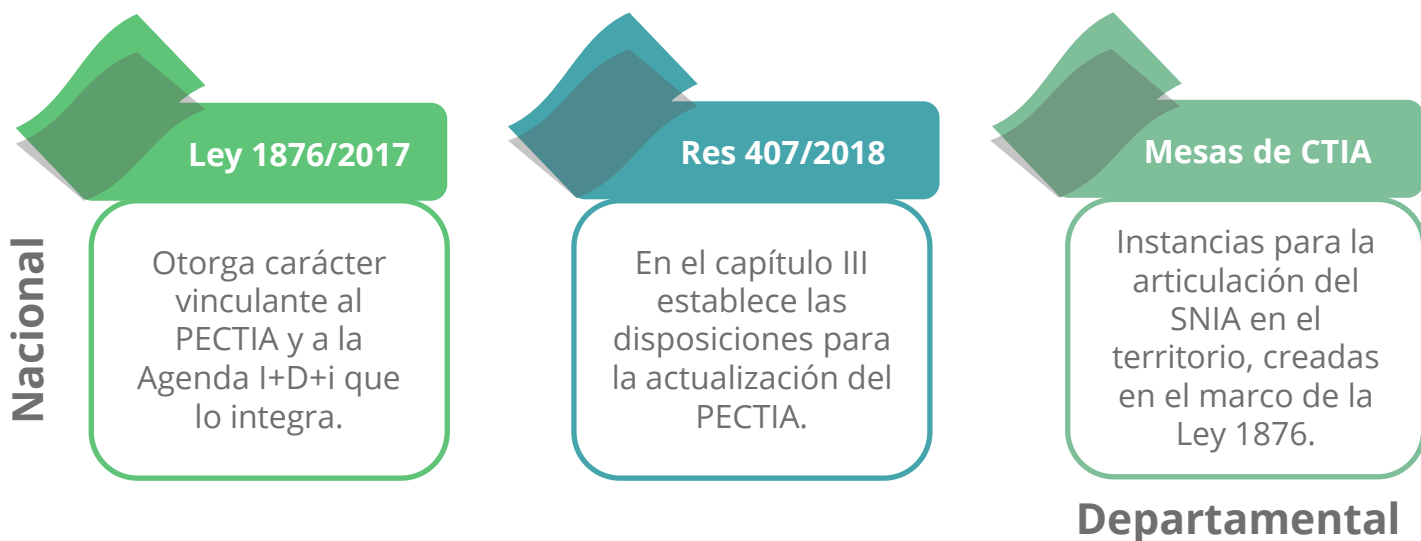 Nacional
Ley 1876/2017
Otorga carácter
vinculante al
PECTIA y a la
Agenda I+D+i que
lo integra.
Res 407/2018
En el capítulo III
establece las
disposiciones para
la actualización del
PECTIA.
Mesas de CTIA
Instancias para la
articulación del
SNIA en el
territorio, creadas
en el marco de la
Ley 1876.
Departamental